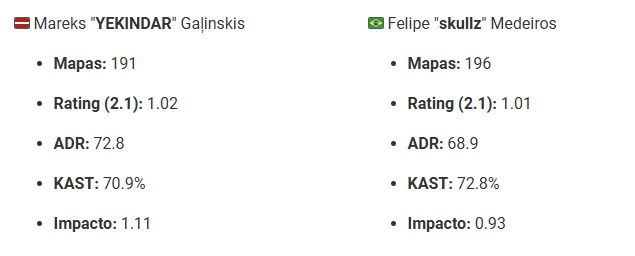 Mareks "YEKINDAR" Gaļinskis
Mapas: 191
Rating (2.1): 1.02
ADR: 72.8
KAST: 70.9%
Impacto: 1.11
Felipe "skullz" Medeiros
Mapas: 196
Rating (2.1): 1.01
ADR: 68.9
KAST: 72.8%
Impacto: 0.93